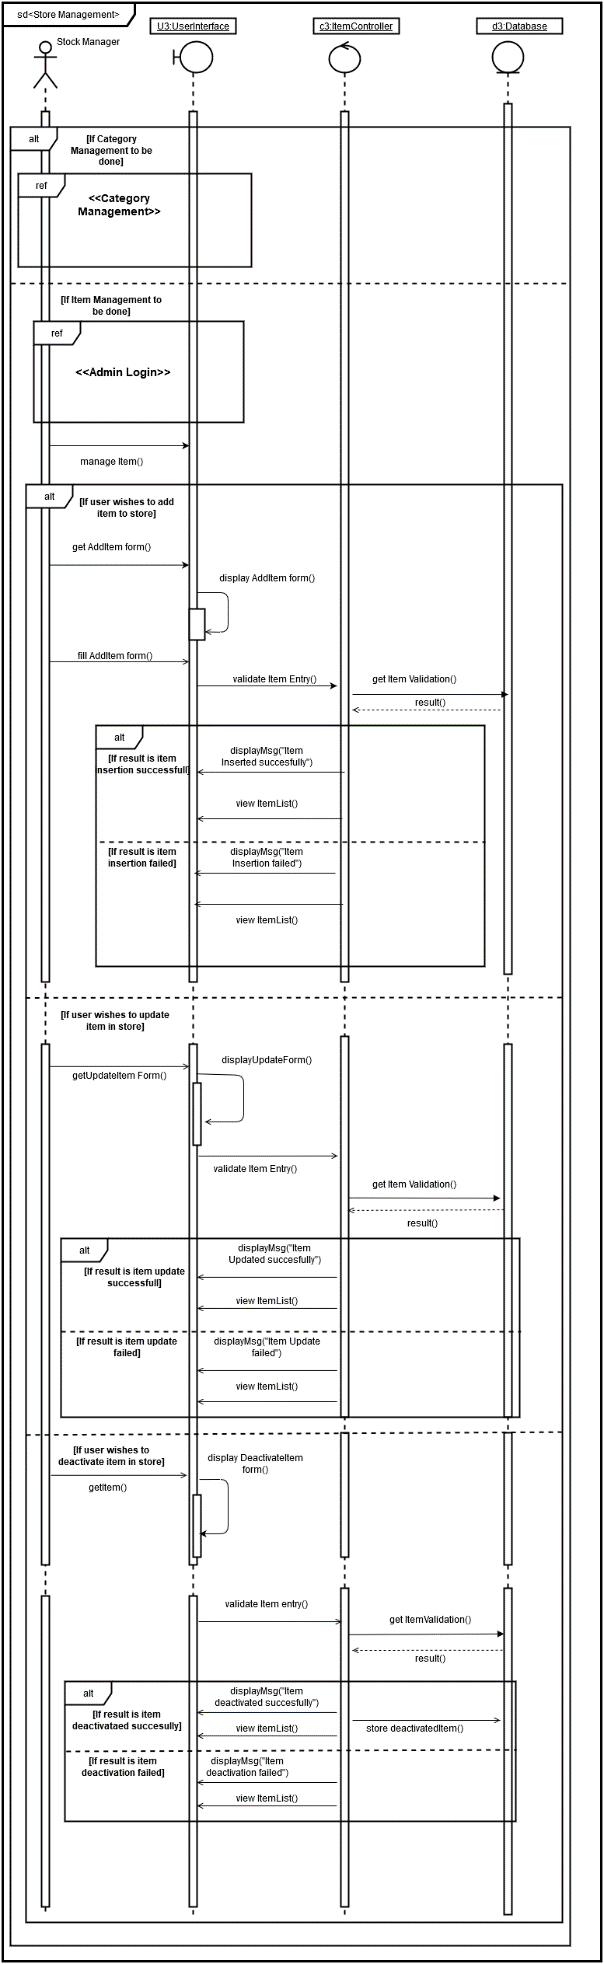 sd<Store Management>
U3:UserInterface
c3:ItemController
d3:Database
Stock Manager
alt
[If Category
Management to be
done]
ref
<<Category
Management>>
[If Item Management to
be done]
ref
<<Admin Login>>
manage Item()
alt
[If user wishes to add
item to store]
get AddItem form()
display AddItem form()
fill AddItem form()
validate Item Entry()
get Item Validation()
result()
alt
[If result is item
insertion successfull]
displayMsg("Item
Inserted succesfully")
view ItemList()
[If result is item
insertion failed]
displayMsg("Item
Insertion failed")
view ItemList()
[If user wishes to update
item in store]
displayUpdateForm()
getUpdateItem Form()
validate Item Entry()
get Item Validation()
result()
alt
[If result is item update
successfull]
displayMsg("Item
Updated succesfully")
view ItemList()
[If result is item update
failed]
displayMsg("Item Update
failed")
view ItemList()
[If user wishes to
deactivate item in store]
display DeactivateItem
form()
getItem()
validate Item entry()
get ItemValidation()
result()
alt
[If result is item
deactivataed succesully]
displayMsg("Item
deactivated succesfully")
view itemList()
store deactivatedItem()
[If result is item
deactivation failed]
displayMsg("Item
deactivation failed")
view ItemList()